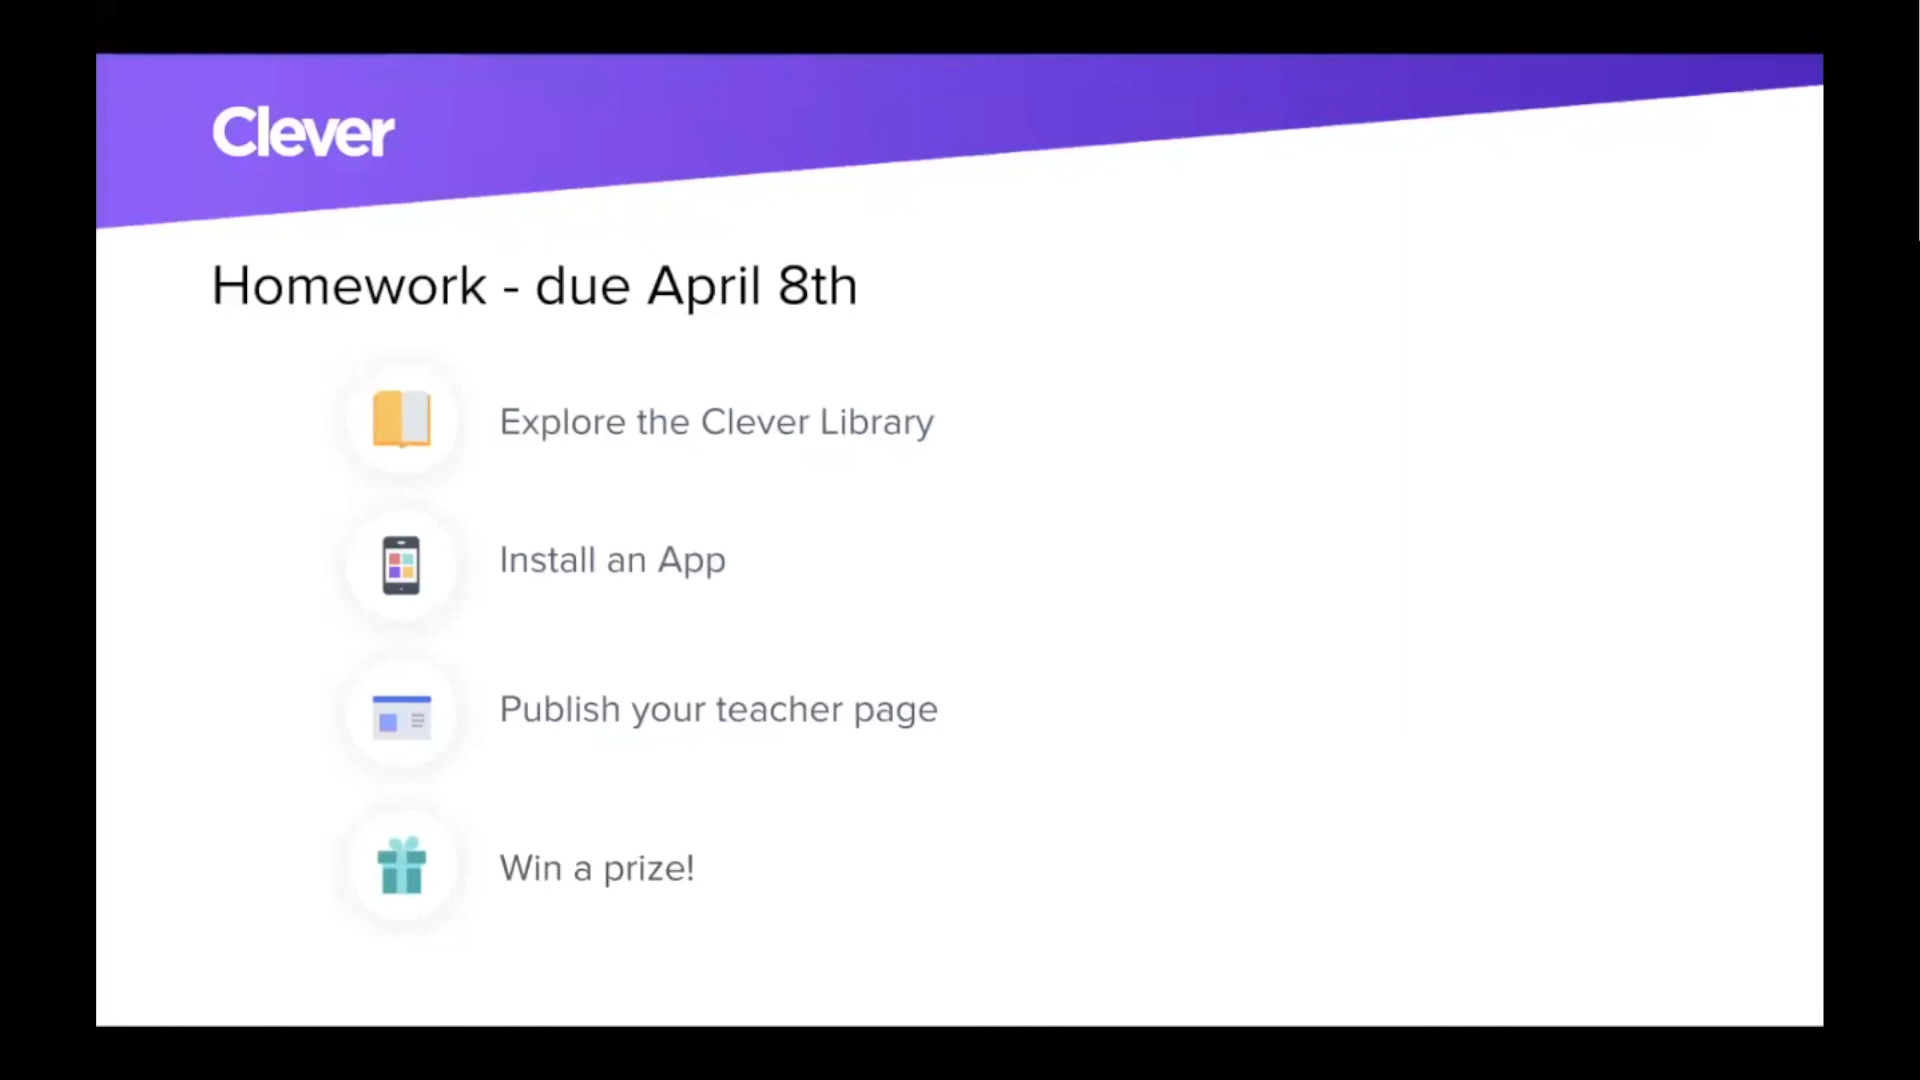 Clever
Homework - due April 8th
Explore the Clever Library
Install an App
Publish your teacher page
Win a prize!